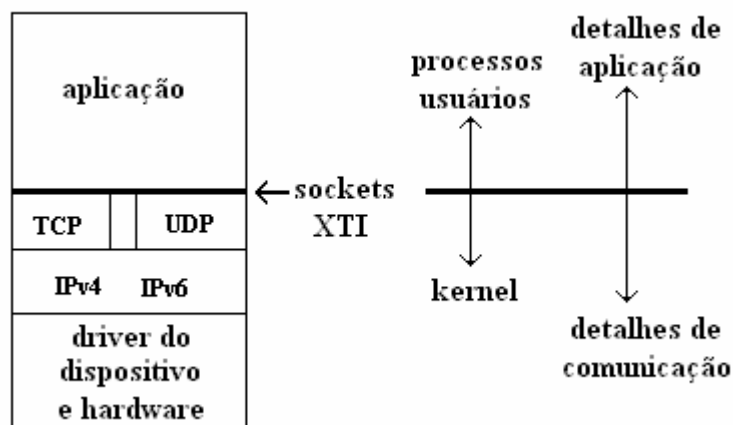 aplicação
TCP
UDP
IPv4
IPv6
driver do
dispositivo
e hardware
sockets
XTI
processos
usuários
kernel
detalhes de
aplicação
detalhes de
comunicação